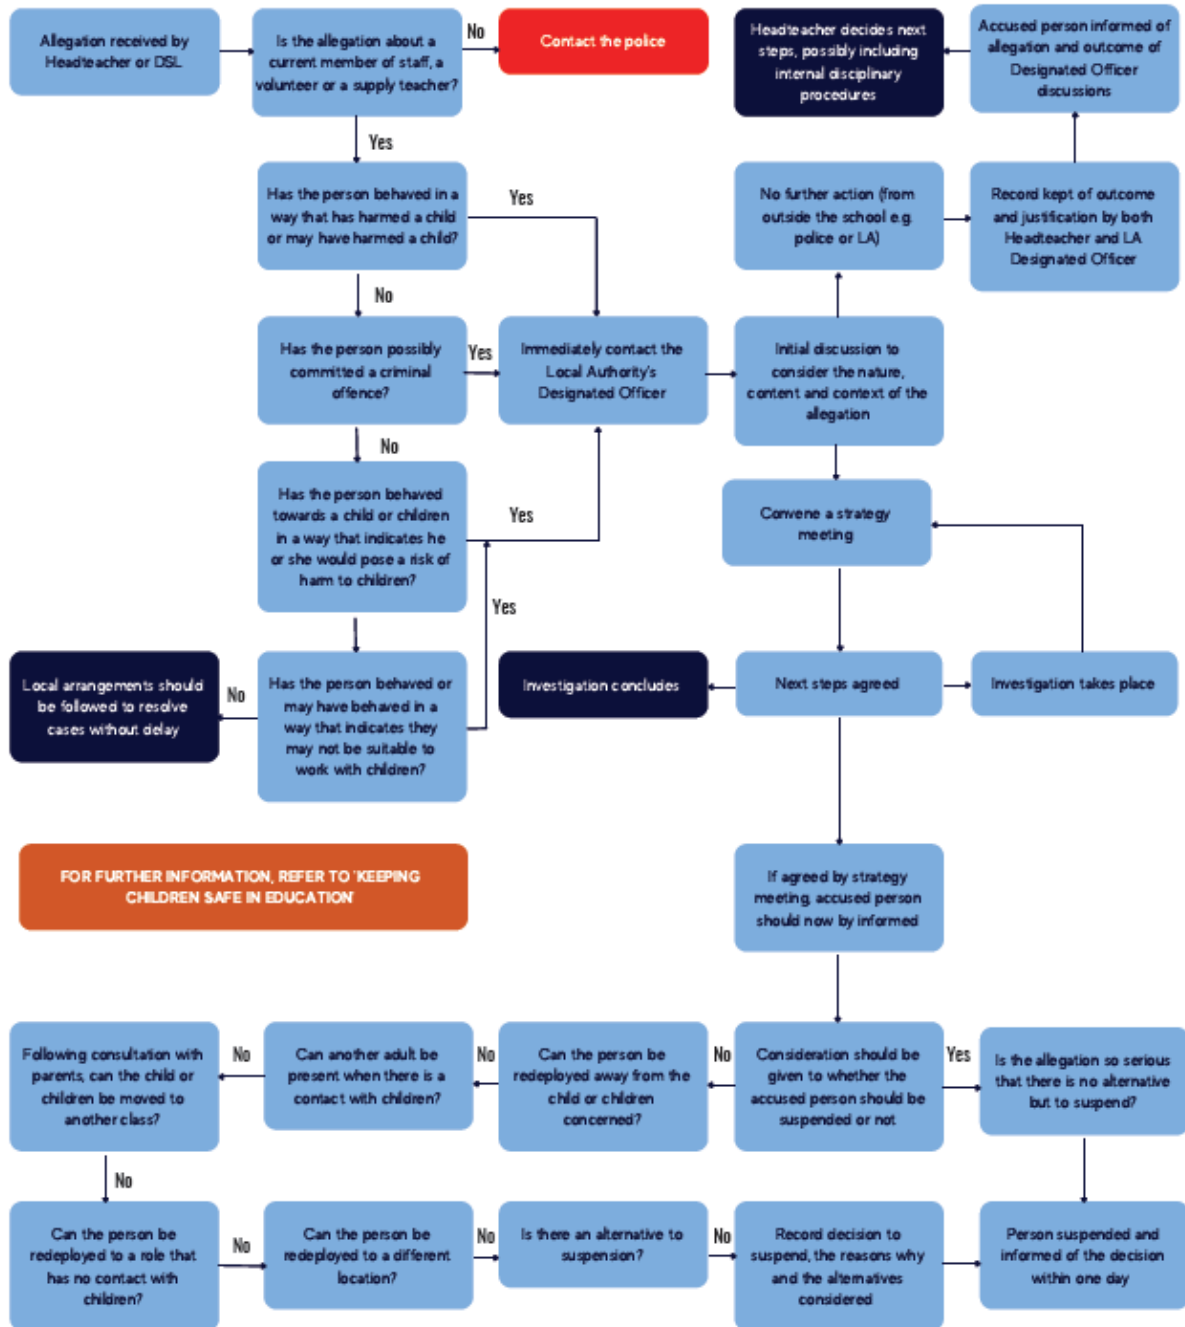 Allegation received by
Headteacher or DSL
Is the allegation about a
current member of staff, a
volunteer or a supply teacher?
No
Contact the police
Headteacher decides next
steps, possibly including
internal disciplinary
procedures
Accused person informed of
allegation and outcome of
Designated Officer
discussions
Yes
Has the person behaved in a
way that has harmed a child
or may have harmed a child?
Yes
No further action (from
outside the school e.g.
police or LA)
Record kept of outcome
and justification by both
Headteacher and LA
Designated Officer
No
Has the person possibly
committed a criminal
offence?
Yes
Immediately contact the
Local Authority's
Designated Officer
Initial discussion to
consider the nature,
content and context of the
allegation
No
Has the person behaved
towards a child or children
in a way that indicates he
or she would pose a risk of
harm to children?
Yes
Convene a strategy
meeting
Yes
Local arrangements should
be followed to resolve
cases without delay
No
Has the person behaved or
may have behaved in a
way that indicates they
may not be suitable to
work with children?
Investigation concludes
Next steps agreed
Investigation takes place
FOR FURTHER INFORMATION, REFER TO 'KEEPING
CHILDREN SAFE IN EDUCATION'
If agreed by strategy
meeting, accused person
should now by informed
Following consultation with
parents, can the child or
children be moved to
another class?
No
Can another adult be
present when there is a
contact with children?
No
Can the person be
redeployed away from the
child or children
concerned?
No
Consideration should be
given to whether the
accused person should be
suspended or not
Yes
Is the allegation so serious
that there is no alternative
but to suspend?
No
Can the person be
redeployed to a role that
has no contact with
children?
No
Can the person be
redeployed to a different
location?
No
Is there an alternative to
suspension?
No
Record decision to
suspend, the reasons why
and the alternatives
considered
Person suspended and
informed of the decision
within one day